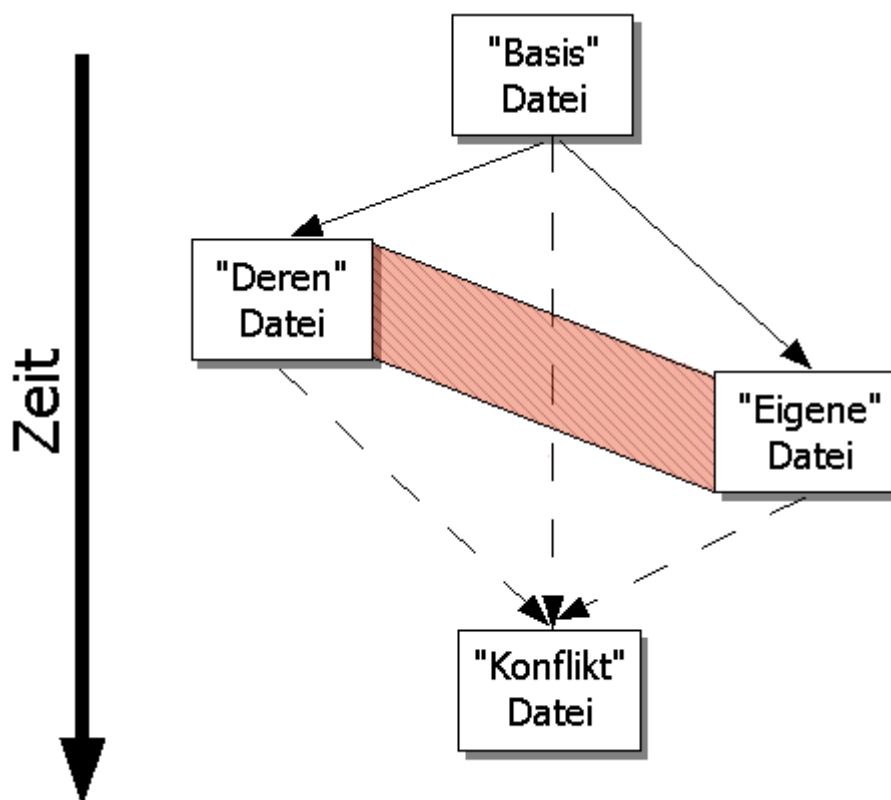 "Basis"
Datei
"Deren"
Datei
Zeit
"Eigene"
Datei
"Konflikt"
Datei